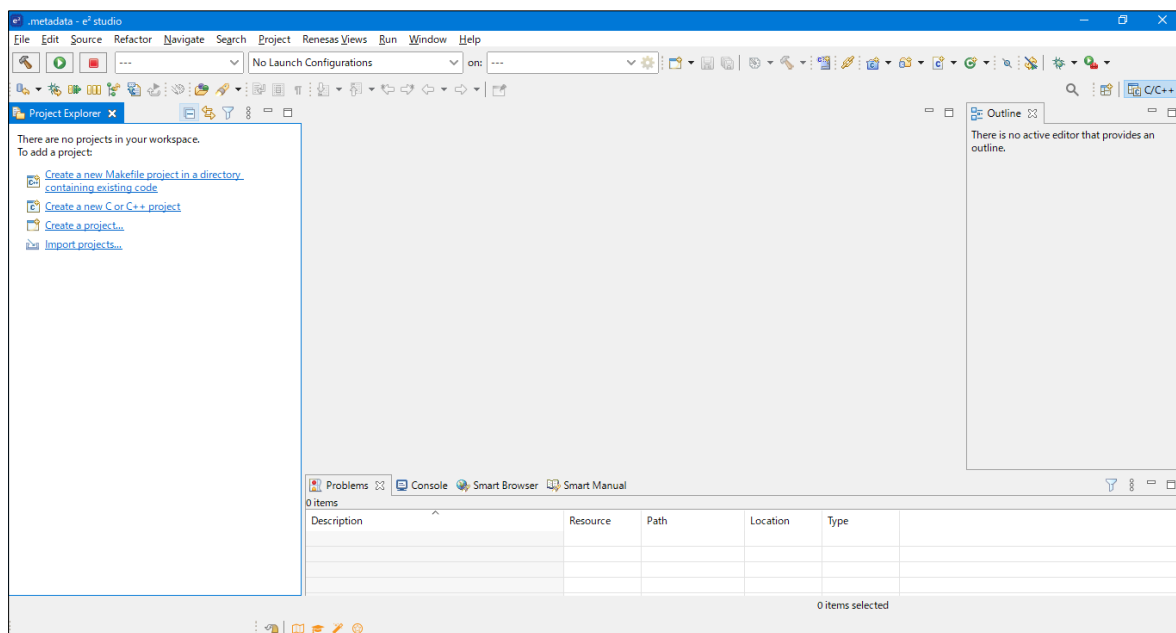 e² .metadata - e² studio
File Edit Source Refactor Navigate Search Project Renesas Views Run Window Help
--- No Launch Configurations on: ---
C/C++
Project Explorer
Outline
There are no projects in your workspace.
To add a project:
Create a new Makefile project in a directory
containing existing code
Create a new C or C++ project
Create a project...
Import projects...
There is no active editor that provides an
outline.
Problems Console Smart Browser Smart Manual
0 items
Description Resource Path Location Type
0 items selected